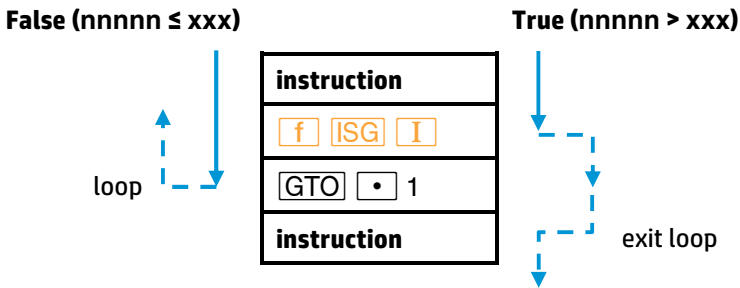 False (nnnnn ≤ xxx)
True (nnnnn > xxx)
instruction
f ISG I
loop
GTO • 1
instruction
exit loop